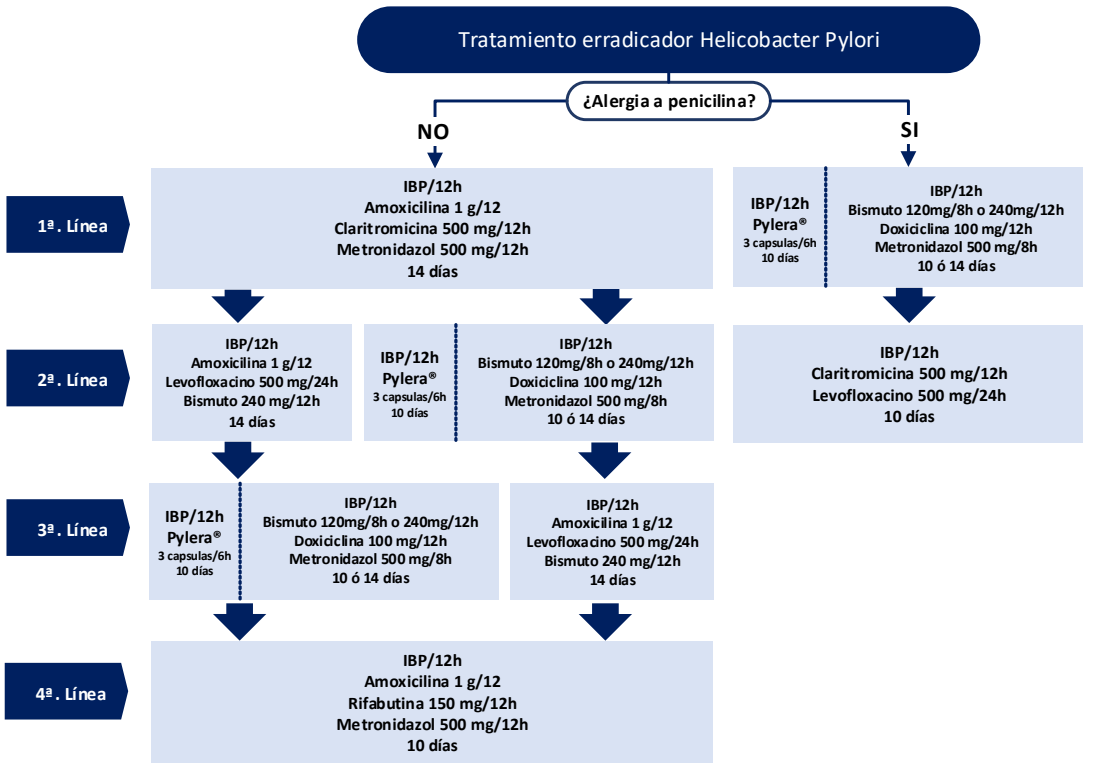 Tratamiento erradicador Helicobacter Pylori
¿Alergia a penicilina?
NO
SI
1ª. Línea
IBP/12h
Amoxicilina 1 g/12
Claritromicina 500 mg/12h
Metronidazol 500 mg/12h
14 días
IBP/12h
Pylera®
3 capsulas/6h
10 días
IBP/12h
Bismuto 120mg/8h o 240mg/12h
Doxiciclina 100 mg/12h
Metronidazol 500 mg/8h
10 ó 14 días
2ª. Línea
IBP/12h
Amoxicilina 1 g/12
Levofloxacino 500 mg/24h
Bismuto 240 mg/12h
14 días
IBP/12h
Pylera®
3 capsulas/6h
10 días
IBP/12h
Bismuto 120mg/8h o 240mg/12h
Doxiciclina 100 mg/12h
Metronidazol 500 mg/8h
10 ó 14 días
IBP/12h
Claritromicina 500 mg/12h
Levofloxacino 500 mg/24h
10 días
3ª. Línea
IBP/12h
Pylera®
3 capsulas/6h
10 días
IBP/12h
Bismuto 120mg/8h o 240mg/12h
Doxiciclina 100 mg/12h
Metronidazol 500 mg/8h
10 ó 14 días
IBP/12h
Amoxicilina 1 g/12
Levofloxacino 500 mg/24h
Bismuto 240 mg/12h
14 días
4ª. Línea
IBP/12h
Amoxicilina 1 g/12
Rifabutina 150 mg/12h
Metronidazol 500 mg/12h
10 días